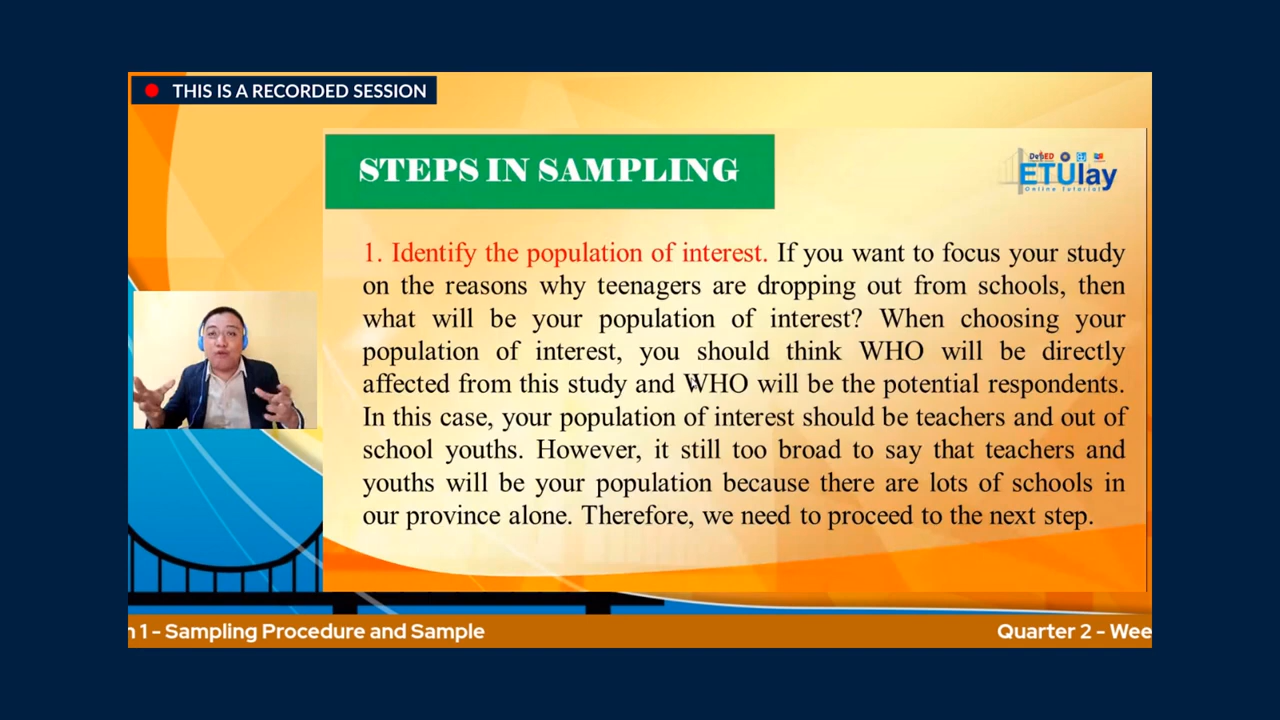 THIS IS A RECORDED SESSION
STEPS IN SAMPLING
DepED
ETUlay
Online Tutorial
1. Identify the population of interest. If you want to focus your study
on the reasons why teenagers are dropping out from schools, then
what will be your population of interest? When choosing your
population of interest, you should think WHO will be directly
affected from this study and WHO will be the potential respondents.
In this case, your population of interest should be teachers and out of
school youths. However, it still too broad to say that teachers and
youths will be your population because there are lots of schools in
our province alone. Therefore, we need to proceed to the next step.
n 1 - Sampling Procedure and Sample
Quarter 2 - Wee